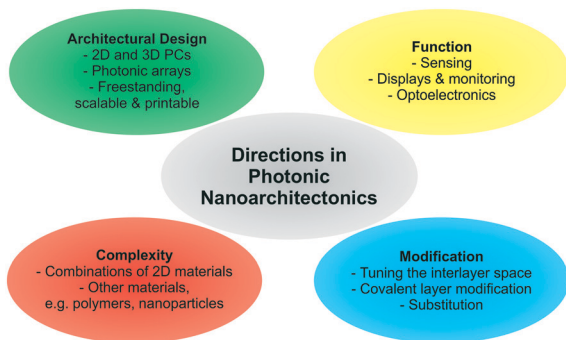 Architectural Design
- 2D and 3D PCs
- Photonic arrays
- Freestanding,
scalable & printable
Function
- Sensing
- Displays & monitoring
- Optoelectronics
Directions in
Photonic
Nanoarchitectonics
Complexity
- Combinations of 2D materials
- Other materials,
e.g. polymers, nanoparticles
Modification
- Tuning the interlayer space
- Covalent layer modification
- Substitution